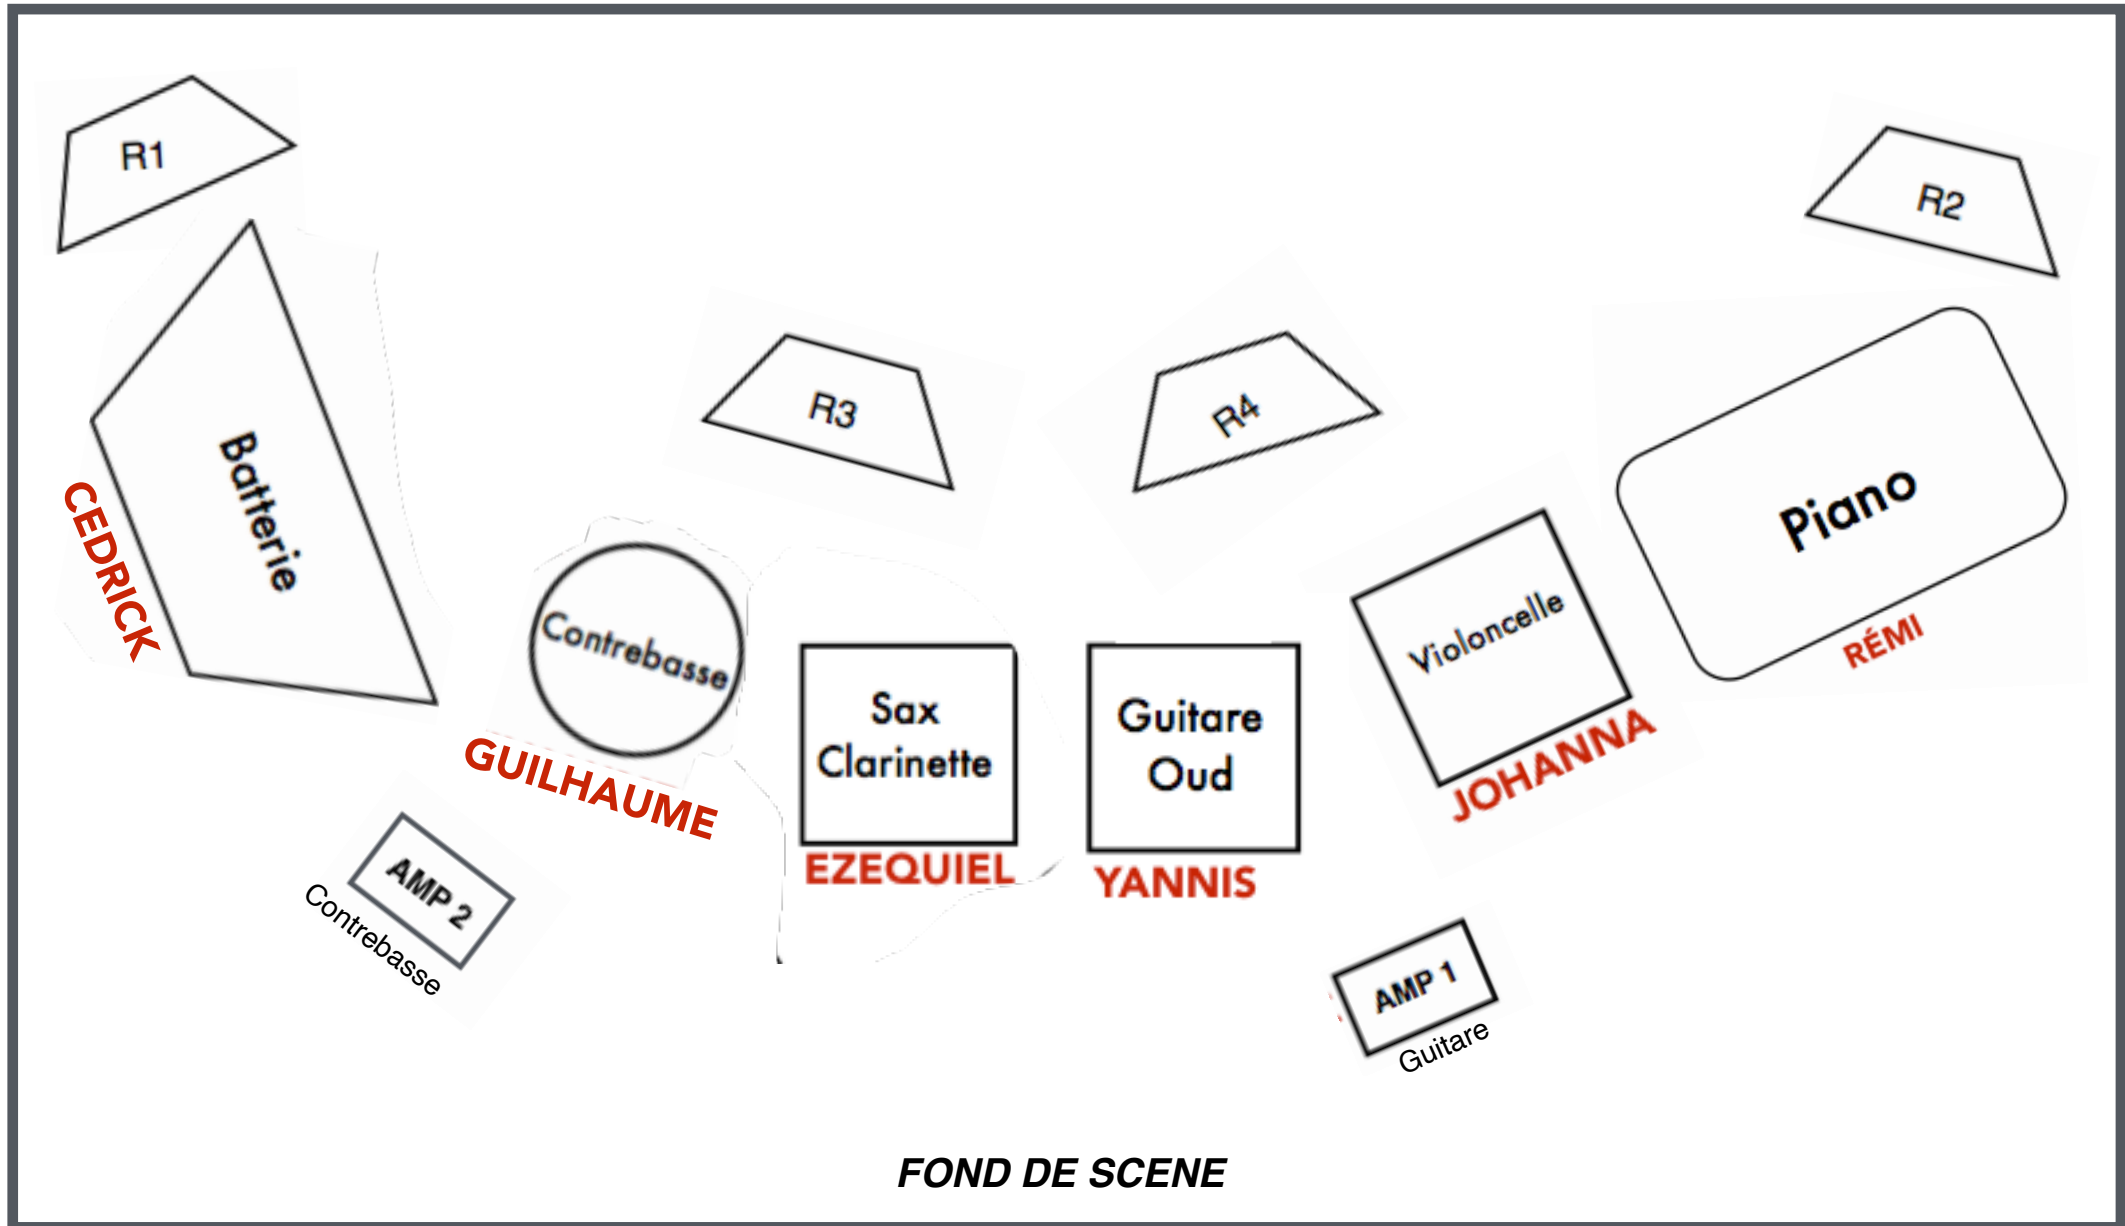 R1
R2
R3
R4
Batterie
CEDRICK
Piano
RÉMI
Contrebasse
GUILHAUME
Sax
Clarinette
EZEQUIEL
Guitare
Oud
YANNIS
Violoncelle
JOHANNA
AMP 2
Contrebasse
AMP 1
Guitare
FOND DE SCENE